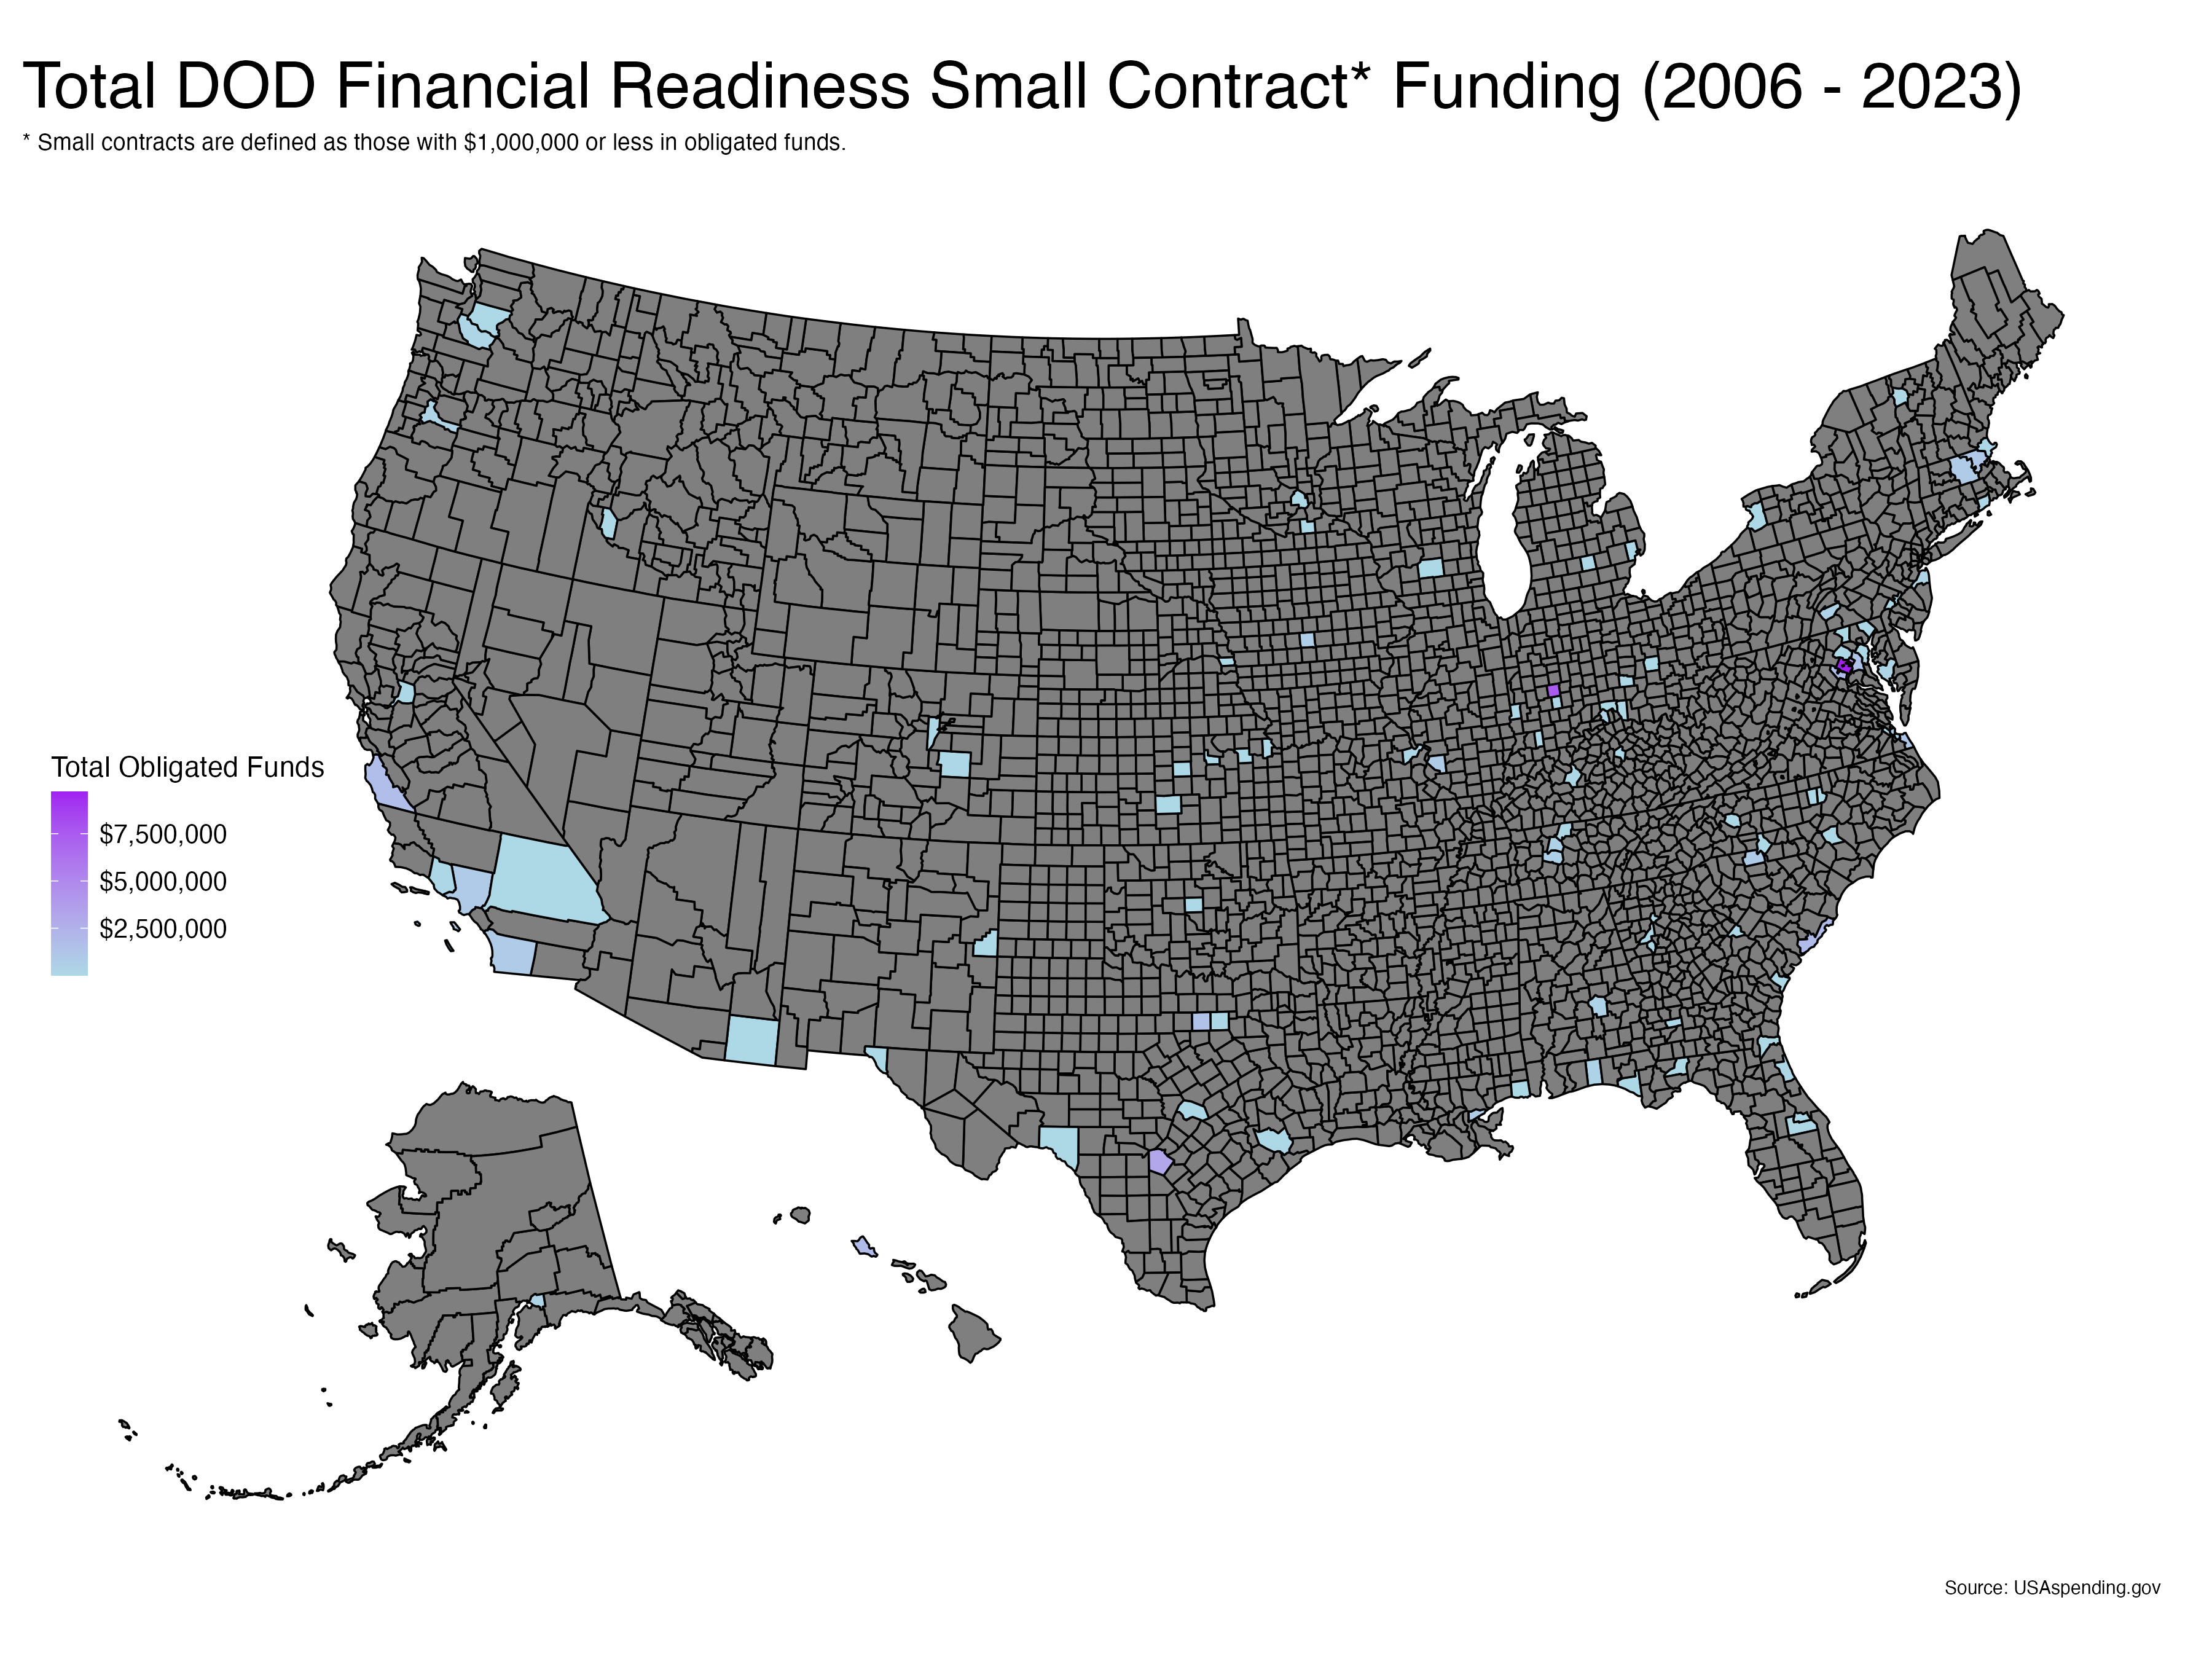 Total DOD Financial Readiness Small Contract* Funding (2006 - 2023)
* Small contracts are defined as those with $1,000,000 or less in obligated funds.
Total Obligated Funds
$7,500,000
$5,000,000
$2,500,000
Source: USAspending.gov